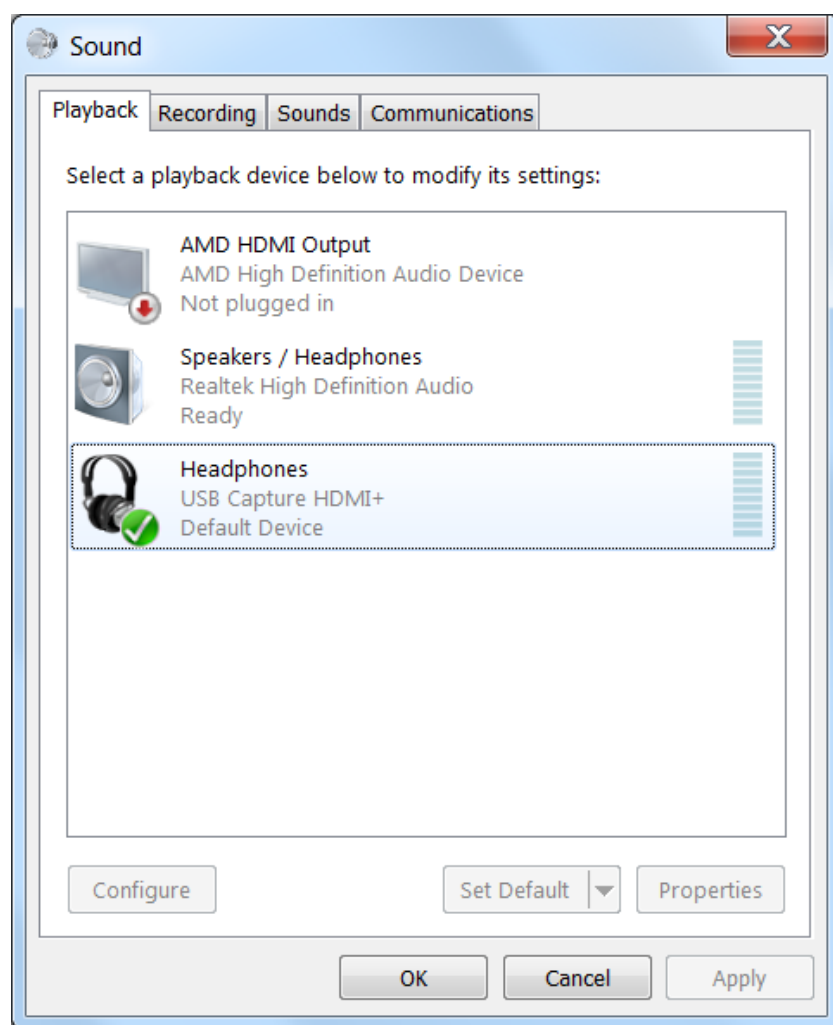 Sound
Playback Recording Sounds Communications
Select a playback device below to modify its settings:
AMD HDMI Output
AMD High Definition Audio Device
Not plugged in
Speakers / Headphones
Realtek High Definition Audio
Ready
Headphones
USB Capture HDMI+
Default Device
Configure Set Default Properties
OK Cancel Apply